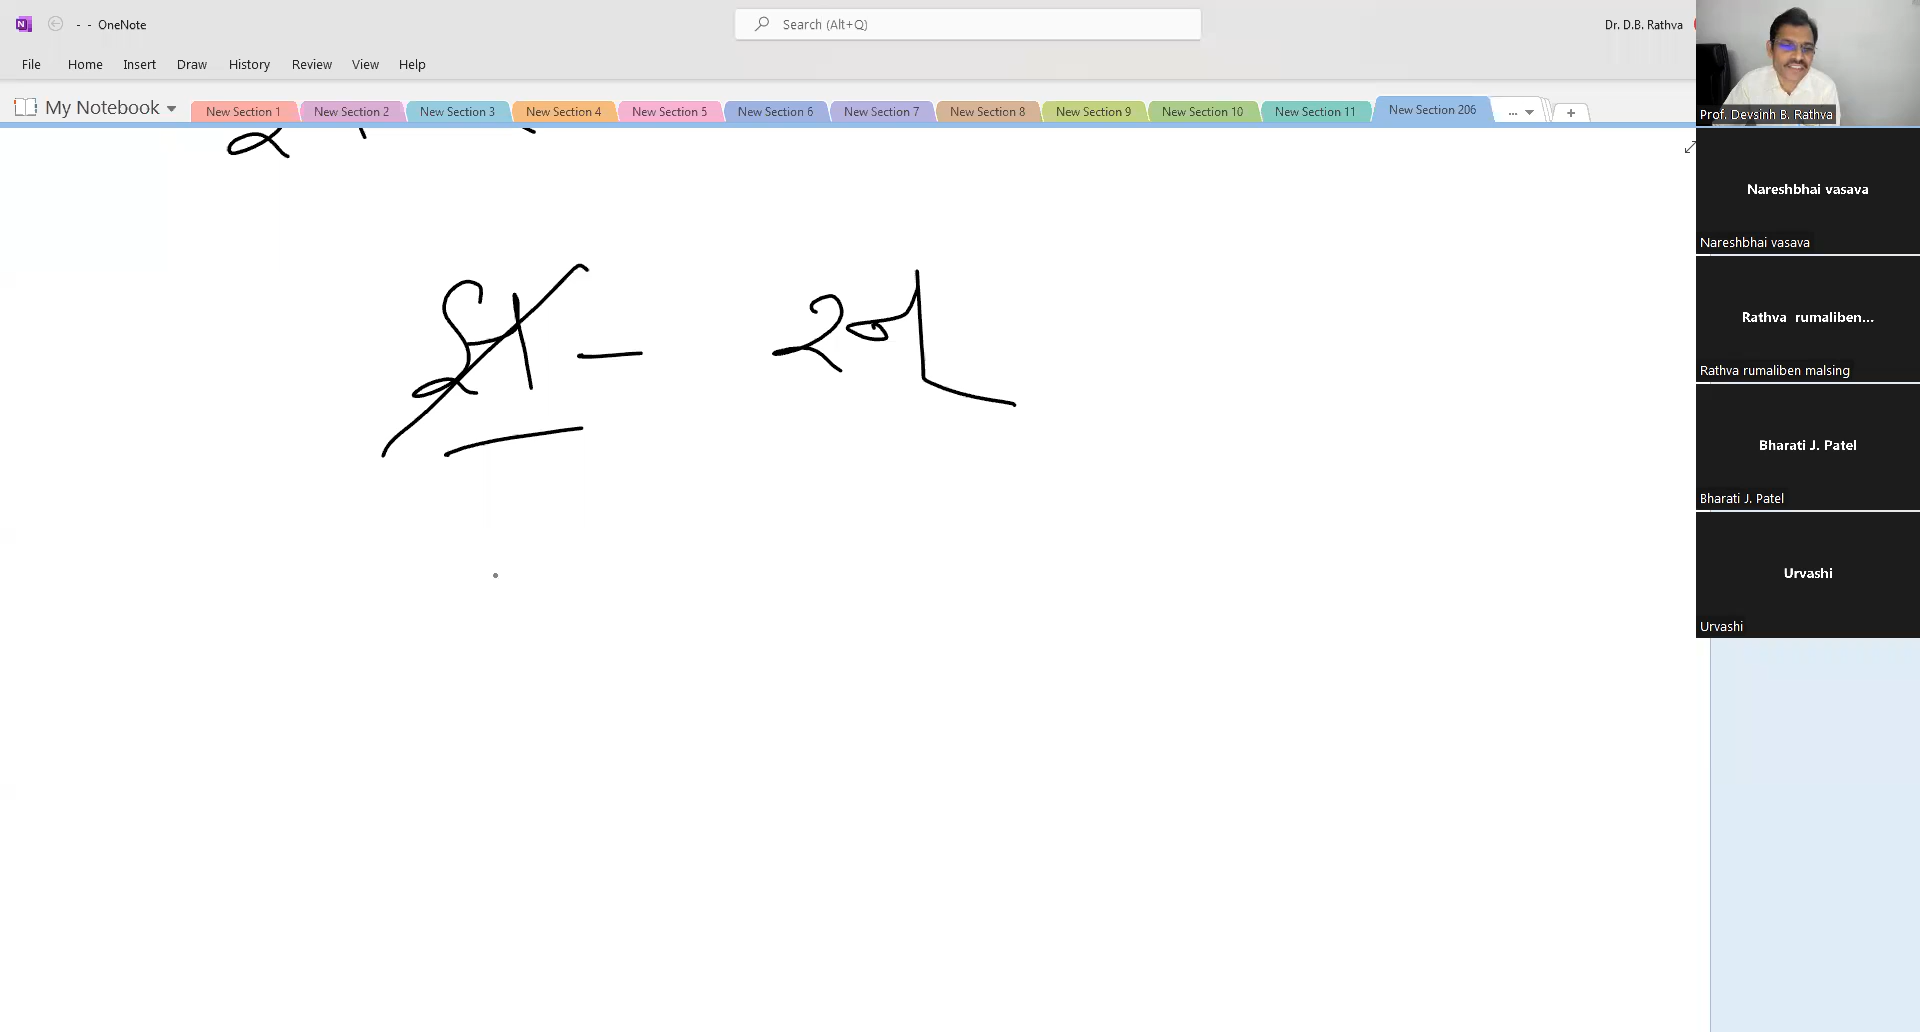 - - OneNote
Search (Alt+Q)
Dr. D.B. Rathva
File Home Insert Draw History Review View Help
My Notebook New Section 1 New Section 2 New Section 3 New Section 4 New Section 5 New Section 6 New Section 7 New Section 8 New Section 9 New Section 10 New Section 11 New Section 206 ... +
Prof. Devsinh B. Rathva
Nareshbhai vasava
Nareshbhai vasava
Rathva rumaliben...
Rathva rumaliben malsing
Bharati J. Patel
Bharati J. Patel
Urvashi
Urvashi